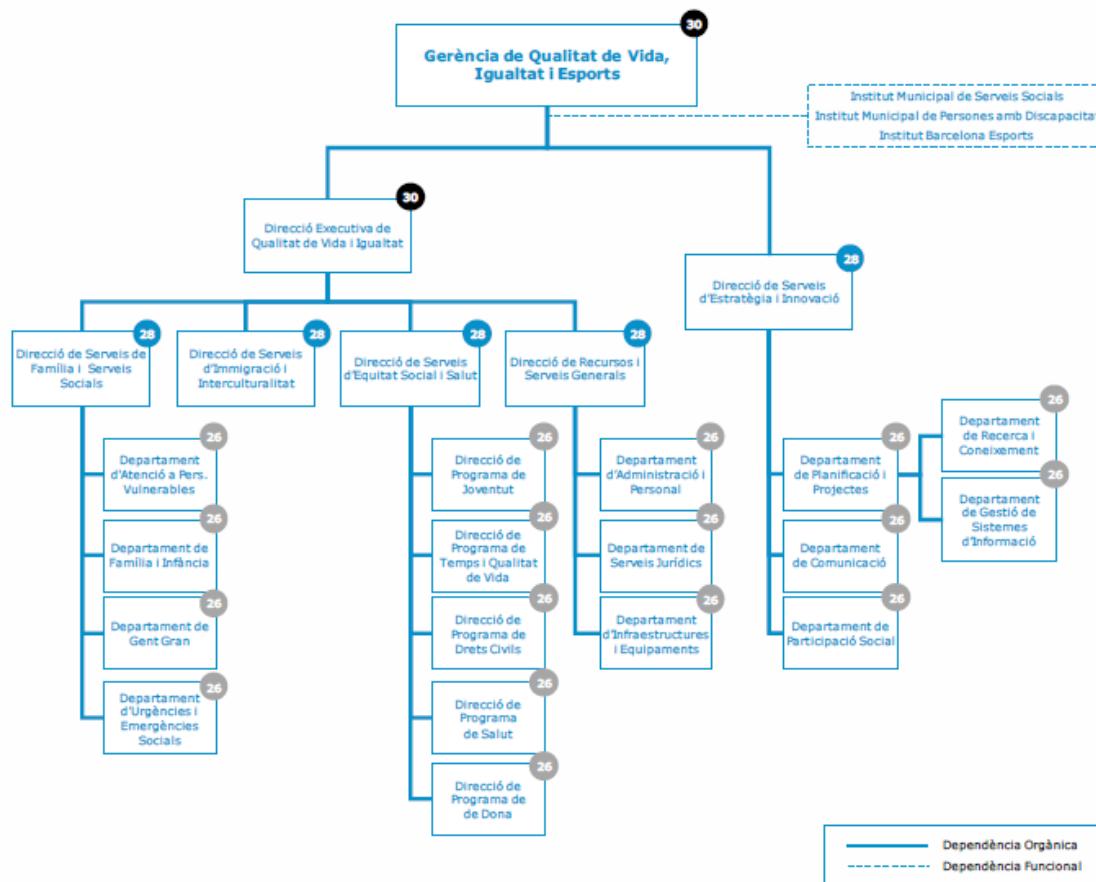 30
Gerència de Qualitat de Vida,
Igualtat i Esports
Institut Municipal de Serveis Socials
Institut Municipal de Persones amb Discapacitat
Institut Barcelona Esports
30
Direcció Executiva de
Qualitat de Vida i Igualtat
28
Direcció de Serveis
d'Estratègia i Innovació
28
Direcció de Serveis de
Família i Serveis
Socials
28
Direcció de Serveis
d'Immigració i
Interculturalitat
28
Direcció de Serveis
d'Equitat Social i Salut
28
Direcció de Recursos i
Serveis Generals
26
Departament
d'Atenció a Pers.
Vulnerables
26
Departament de
Família i Infància
26
Departament de
Gent Gran
26
Departament
d'Urgències i
Emergències
Socials
26
Direcció de
Programa de
Joventut
26
Direcció de
Programa de
Temps i Qualitat
de Vida
26
Direcció de
Programa de
Drets Civils
26
Direcció de
Programa
de Salut
26
Direcció de
Programa de
de Dona
26
Departament
d'Administració i
Personal
26
Departament de
Serveis Jurídics
26
Departament
d'Infraestructures
i Equipaments
26
Departament
de Planificació i
Projectes
26
Departament
de Comunicació
26
Departament de
Participació Social
26
Departament
de Recerca i
Coneixement
26
Departament
de Gestió de
Sistemes
d'Informació
Dependència Orgànica
Dependència Funcional